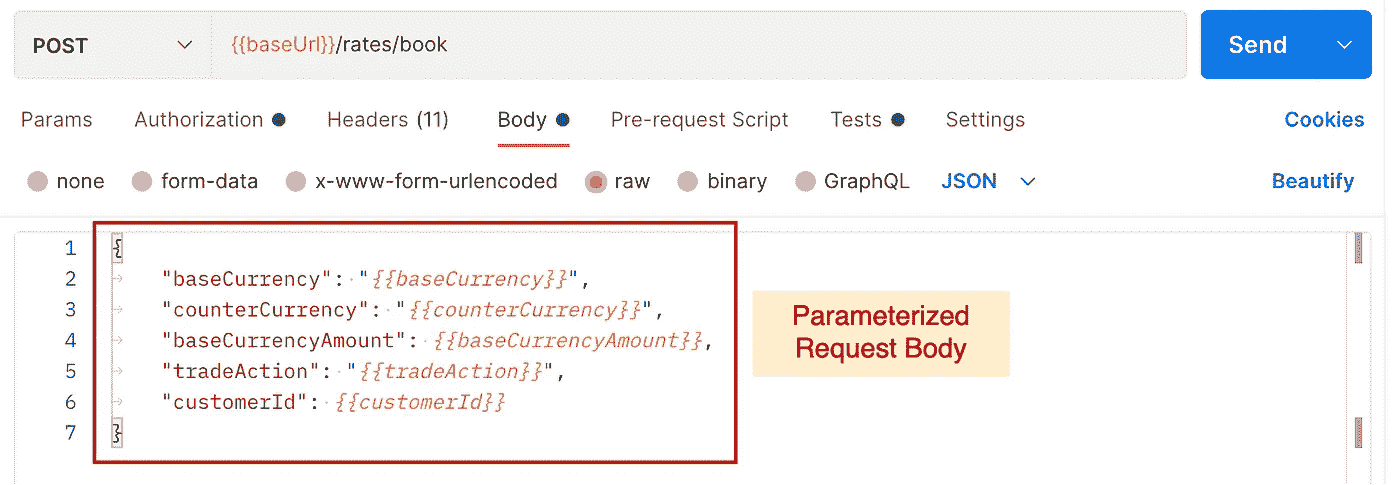 POST {{baseUrl}}/rates/book Send
Params Authorization Headers (11) Body Pre-request Script Tests Settings Cookies
none form-data x-www-form-urlencoded raw binary GraphQL JSON Beautify
1 {
2 "baseCurrency": "{{baseCurrency}}",
3 "counterCurrency": "{{counterCurrency}}",
4 "baseCurrencyAmount": {{baseCurrencyAmount}},
5 "tradeAction": "{{tradeAction}}",
6 "customerId": {{customerId}}
7 }
Parameterized
Request Body